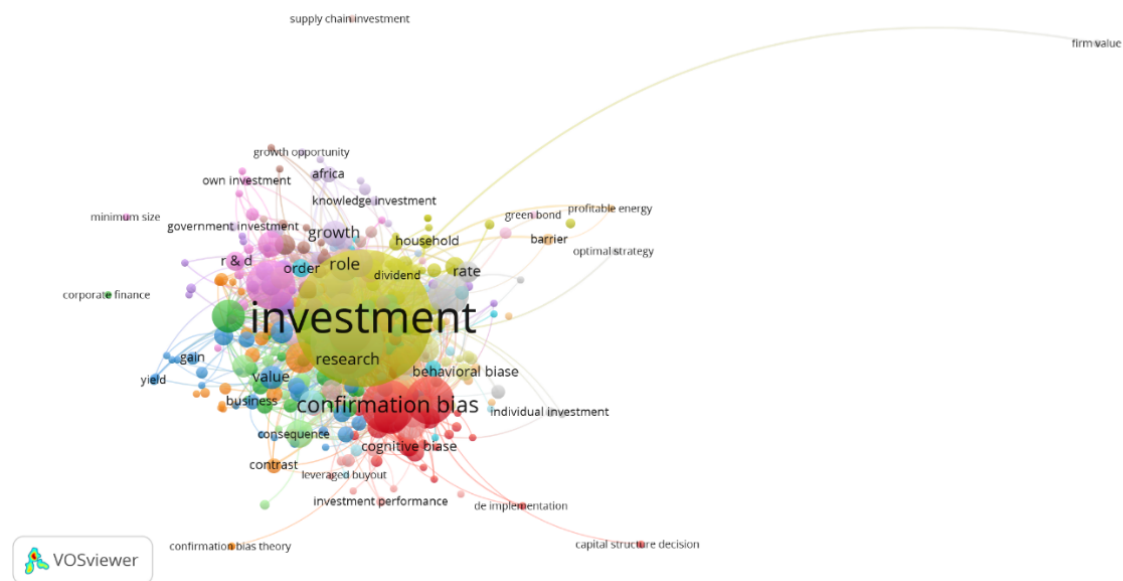 supply chain investment
firm value
growth opportunity
africa
own investment
knowledge investment
minimum size
government investment
growth
green bond
profitable energy
household
barrier
optimal strategy
r & d
order
role
dividend
rate
corporate finance
investment
research
gain
yield
value
behavioral biase
business
confirmation bias
individual investment
consequence
cognitive biase
contrast
leveraged buyout
investment performance
de implementation
confirmation bias theory
capital structure decision
VOSviewer